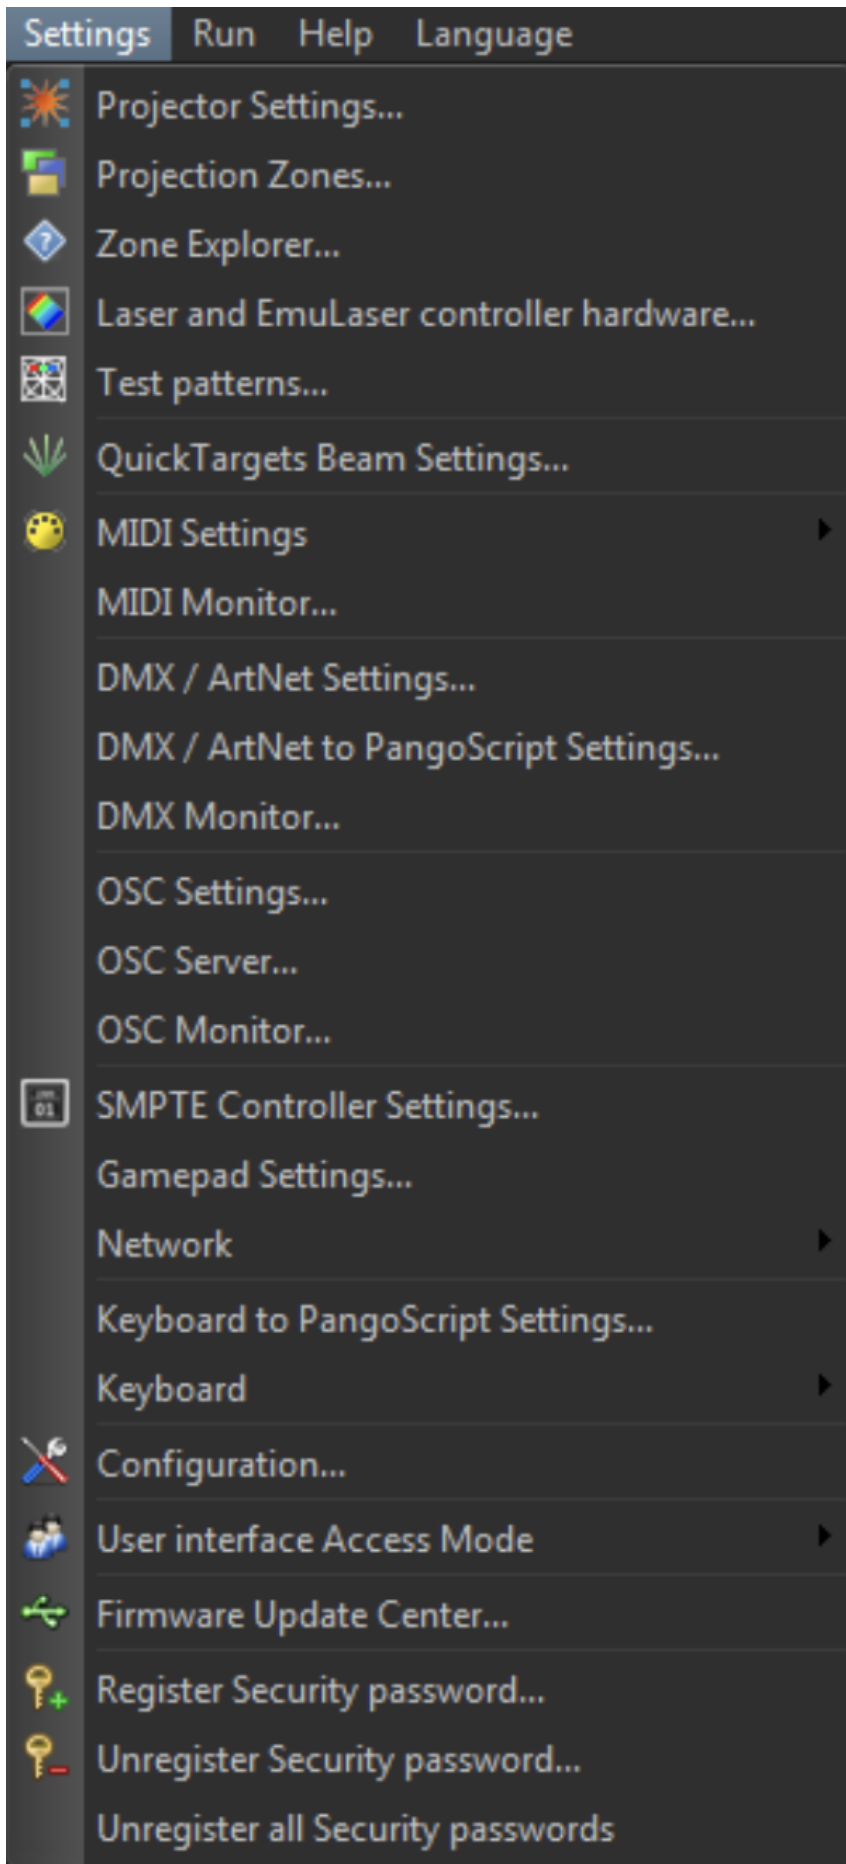 Settings Run Help Language
Projector Settings...
Projection Zones...
Zone Explorer...
Laser and EmuLaser controller hardware...
Test patterns...
QuickTargets Beam Settings...
MIDI Settings
MIDI Monitor...
DMX / ArtNet Settings...
DMX / ArtNet to PangoScript Settings...
DMX Monitor...
OSC Settings...
OSC Server...
OSC Monitor...
01
SMPTE Controller Settings...
Gamepad Settings...
Network
Keyboard to PangoScript Settings...
Keyboard
Configuration...
User interface Access Mode
Firmware Update Center...
Register Security password...
Unregister Security password...
Unregister all Security passwords